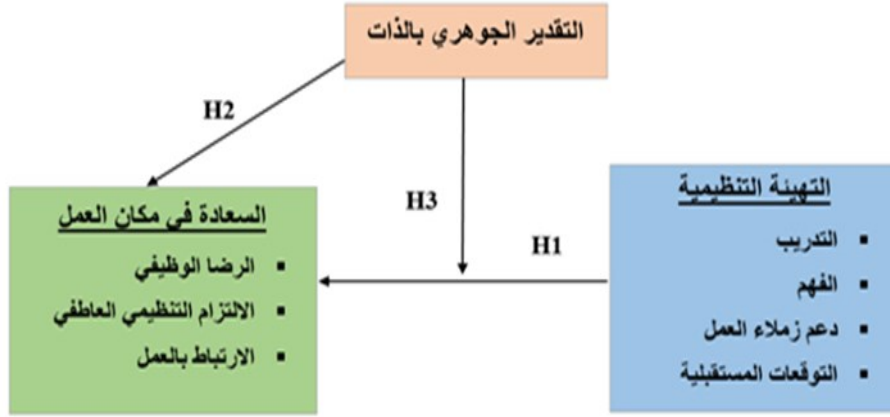 التقدير الجوهري بالذات
H2
H3
H1
التهيئة التنظيمية
▪ التدريب
▪ الفهم
▪ دعم زملاء العمل
▪ التوقعات المستقبلية
السعادة في مكان العمل
▪ الرضا الوظيفي
▪ الالتزام التنظيمي العاطفي
▪ الارتباط بالعمل